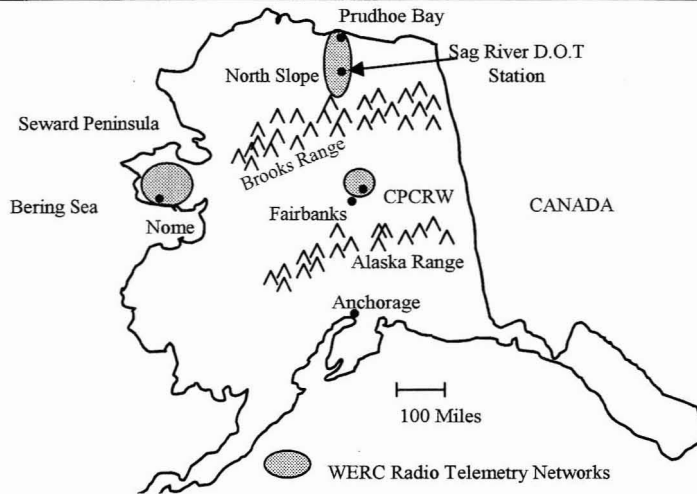 Prudhoe Bay
Sag River D.O.T
Station
North Slope
Seward Peninsula
Brooks Range
Bering Sea
Nome
Fairbanks
CPCRW
CANADA
Alaska Range
Anchorage
100 Miles
WERC Radio Telemetry Networks